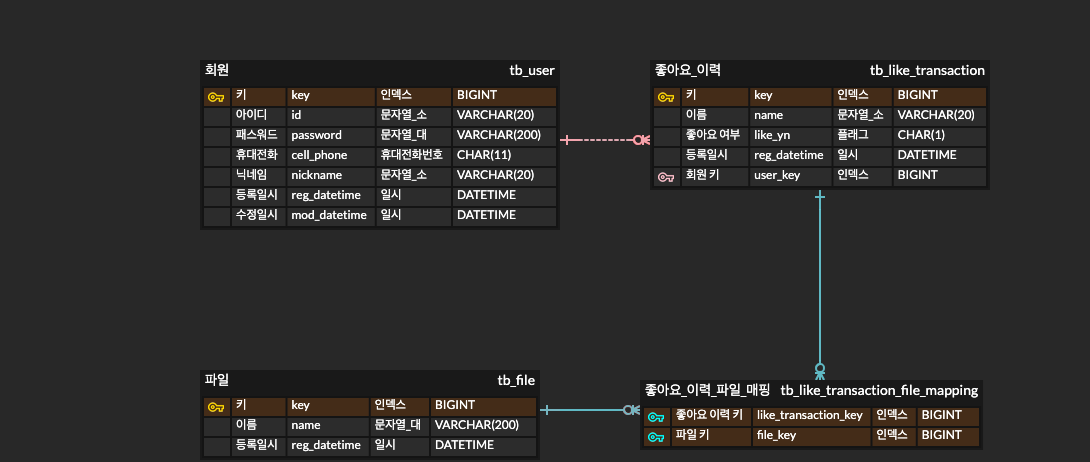 회원 tb_user
키 key 인덱스 BIGINT
아이디 id 문자열_소 VARCHAR(20)
패스워드 password 문자열_대 VARCHAR(200)
휴대전화 cell_phone 휴대전화번호 CHAR(11)
닉네임 nickname 문자열_소 VARCHAR(20)
등록일시 reg_datetime 일시 DATETIME
수정일시 mod_datetime 일시 DATETIME
좋아요_이력 tb_like_transaction
키 key 인덱스 BIGINT
이름 name 문자열_소 VARCHAR(20)
좋아요 여부 like_yn 플래그 CHAR(1)
등록일시 reg_datetime 일시 DATETIME
회원 키 user_key 인덱스 BIGINT
파일 tb_file
키 key 인덱스 BIGINT
이름 name 문자열_대 VARCHAR(200)
등록일시 reg_datetime 일시 DATETIME
좋아요_이력_파일_매핑 tb_like_transaction_file_mapping
좋아요 이력 키 like_transaction_key 인덱스 BIGINT
파일 키 file_key 인덱스 BIGINT